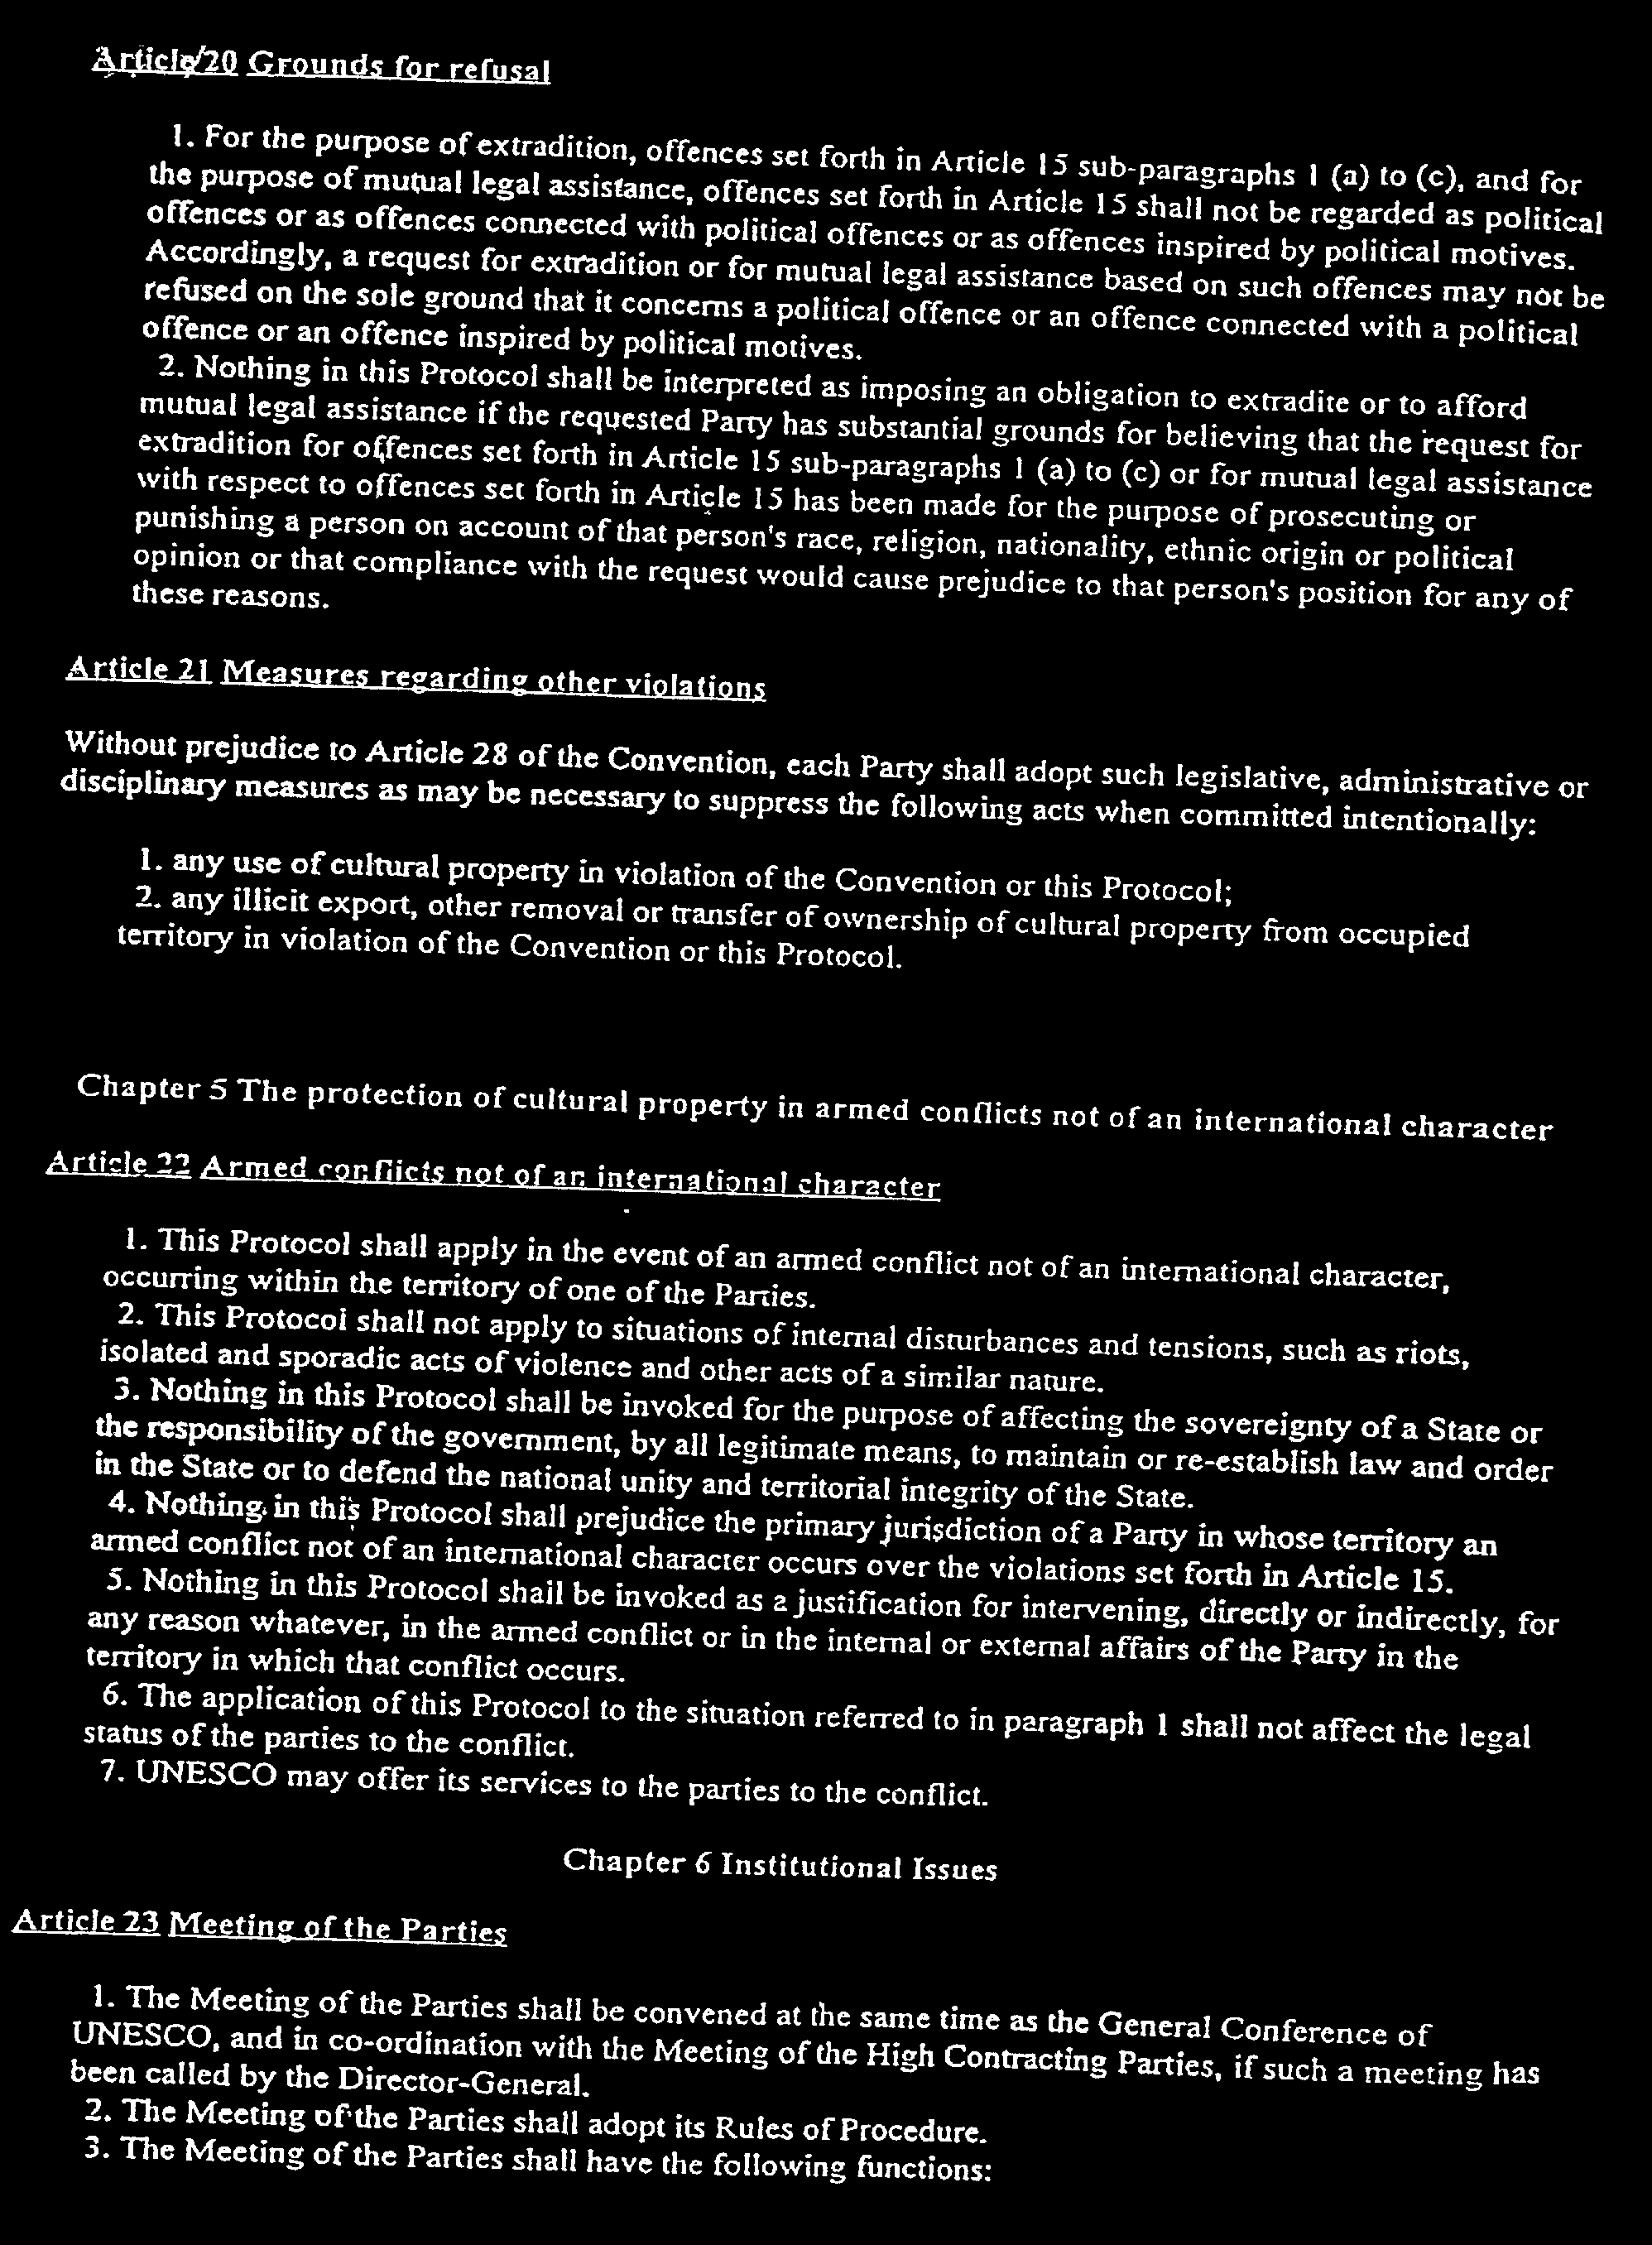 Article 20 Grounds for refusal
1. For the purpose of extradition, offences set forth in Article 15 sub-paragraphs 1 (a) to (c), and for
the purpose of mutual legal assistance, offences set forth in Article 15 shall not be regarded as political
offences or as offences connected with political offences or as offences inspired by political motives.
Accordingly, a request for extradition or for mutual legal assistance based on such offences may not be
refused on the sole ground that it concerns a political offence or an offence connected with a political
offence or an offence inspired by political motives.
2. Nothing in this Protocol shall be interpreted as imposing an obligation to extradite or to afford
mutual legal assistance if the requested Party has substantial grounds for believing that the request for
extradition for offences set forth in Article 15 sub-paragraphs 1 (a) to (c) or for mutual legal assistance
with respect to offences set forth in Article 15 has been made for the purpose of prosecuting or
punishing a person on account of that person's race, religion, nationality, ethnic origin or political
opinion or that compliance with the request would cause prejudice to that person's position for any of
these reasons.
Article 21 Measures regarding other violations
Without prejudice to Article 28 of the Convention, each Party shall adopt such legislative, administrative or
disciplinary measures as may be necessary to suppress the following acts when committed intentionally:
1. any use of cultural property in violation of the Convention or this Protocol;
2. any illicit export, other removal or transfer of ownership of cultural property from occupied
territory in violation of the Convention or this Protocol.
Chapter 5 The protection of cultural property in armed conflicts not of an international character
Article 22 Armed conflicts not of an international character
1. This Protocol shall apply in the event of an armed conflict not of an international character,
occurring within the territory of one of the Parties.
2. This Protocol shall not apply to situations of internal disturbances and tensions, such as riots,
isolated and sporadic acts of violence and other acts of a similar nature.
3. Nothing in this Protocol shall be invoked for the purpose of affecting the sovereignty of a State or
the responsibility of the government, by all legitimate means, to maintain or re-establish law and order
in the State or to defend the national unity and territorial integrity of the State.
4. Nothing in this Protocol shall prejudice the primary jurisdiction of a Party in whose territory an
armed conflict not of an international character occurs over the violations set forth in Article 15.
5. Nothing in this Protocol shall be invoked as a justification for intervening, directly or indirectly, for
any reason whatever, in the armed conflict or in the internal or external affairs of the Party in the
territory in which that conflict occurs.
6. The application of this Protocol to the situation referred to in paragraph 1 shall not affect the legal
status of the parties to the conflict.
7. UNESCO may offer its services to the parties to the conflict.
Chapter 6 Institutional Issues
Article 23 Meeting of the Parties
1. The Meeting of the Parties shall be convened at the same time as the General Conference of
UNESCO, and in co-ordination with the Meeting of the High Contracting Parties, if such a meeting has
been called by the Director-General.
2. The Meeting of the Parties shall adopt its Rules of Procedure.
3. The Meeting of the Parties shall have the following functions: